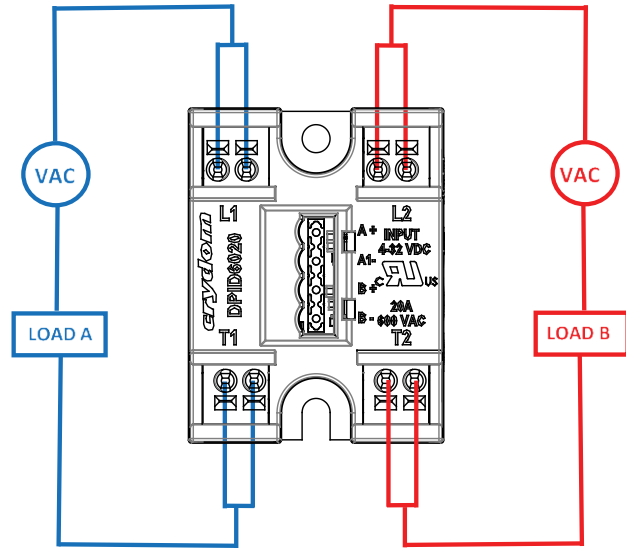 VAC
LOAD A
L1
L2
VAC
LOAD B
crydom
DPID6020
A +
INPUT
4-32 VDC
A1-
C RU US
B +
20A
B -
600 VAC
T1
T2